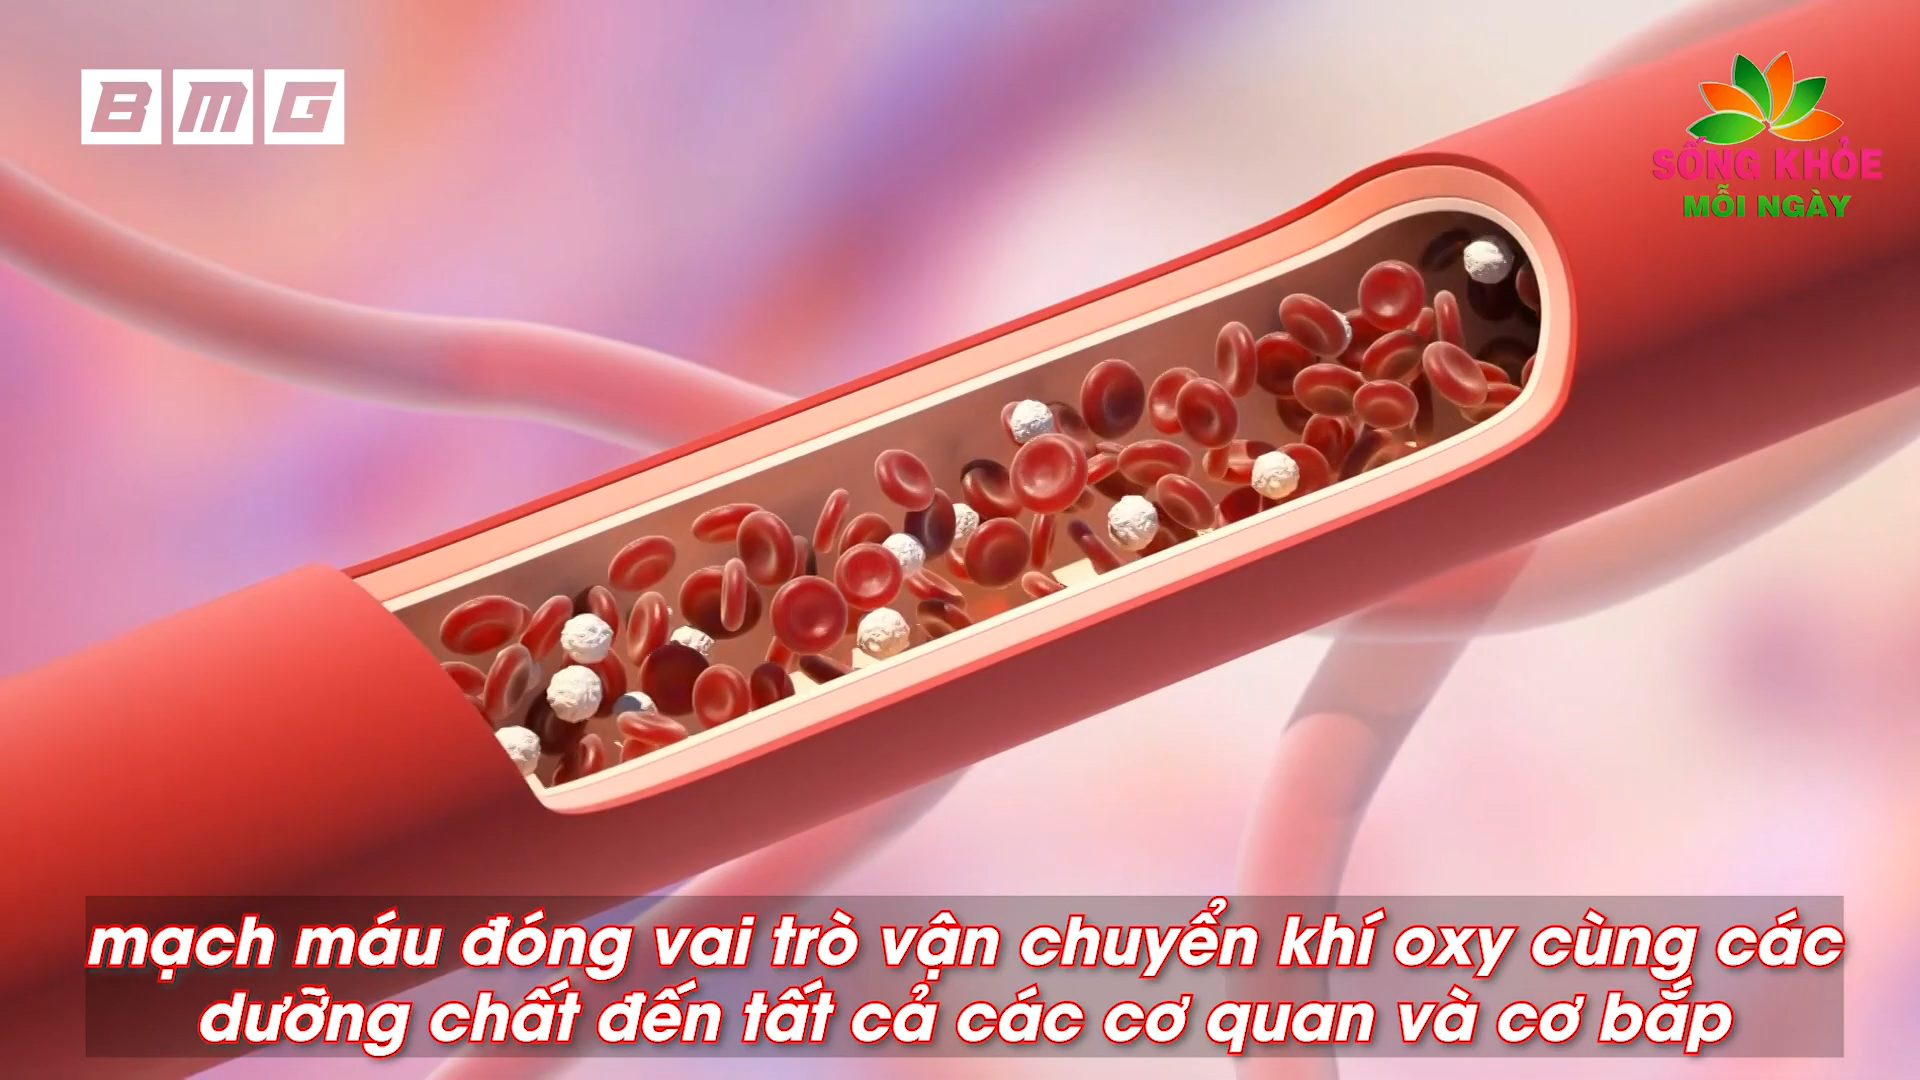 BMG
SỐNG KHỎE
MỖI NGÀY
mạch máu đóng vai trò vận chuyển khí oxy cùng các
dưỡng chất đến tất cả các cơ quan và cơ bắp